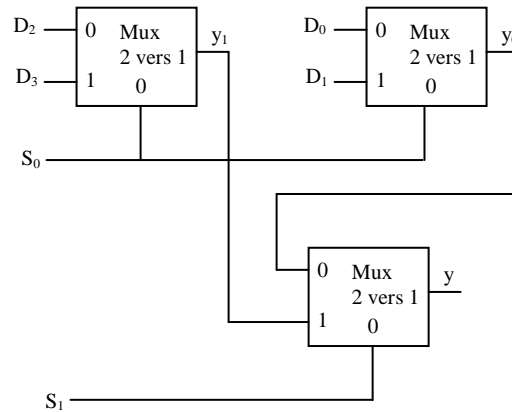 D₂ 0 Mux y₁
2 vers 1
D₃ 1 0
D₀ 0 Mux
2 vers 1
D₁ 1 0
S₀
0 Mux y
2 vers 1
1 0
S₁